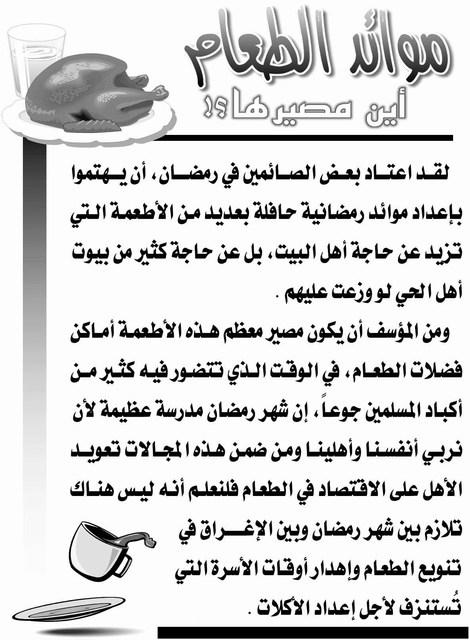 موائد الطعام
أين مصيرها؟!
لقد اعتاد بعض الصائمين في رمضان، أن يهتموا
بإعداد موائد رمضانية حافلة بعديد من الأطعمة التي
تزيد عن حاجة أهل البيت، بل عن حاجة كثير من بيوت
أهل الحي لو وزعت عليهم .
ومن المؤسف أن يكون مصير معظم هذه الأطعمة أماكن
فضلات الطعام، في الوقت الذي تتضور فيه كثير من
أكباد المسلمين جوعاً، إن شهر رمضان مدرسة عظيمة لأن
نربي أنفسنا وأهلينا ومن ضمن هذه المجالات تعويد
الأهل على الاقتصاد في الطعام فلنعلم أنه ليس هناك
تلازم بين شهر رمضان وبين الإغراق في
تنويع الطعام وإهدار أوقات الأسرة التي
تُستنزف لأجل إعداد الأكلات .